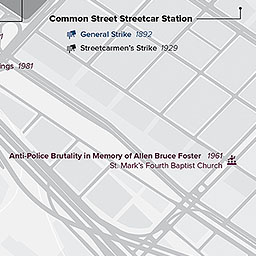 Common Street Streetcar Station
General Strike 1892
Streetcarmen's Strike 1929
ings 1981
Anti-Police Brutality in Memory of Allen Bruce Foster 1961
St. Mark's Fourth Baptist Church